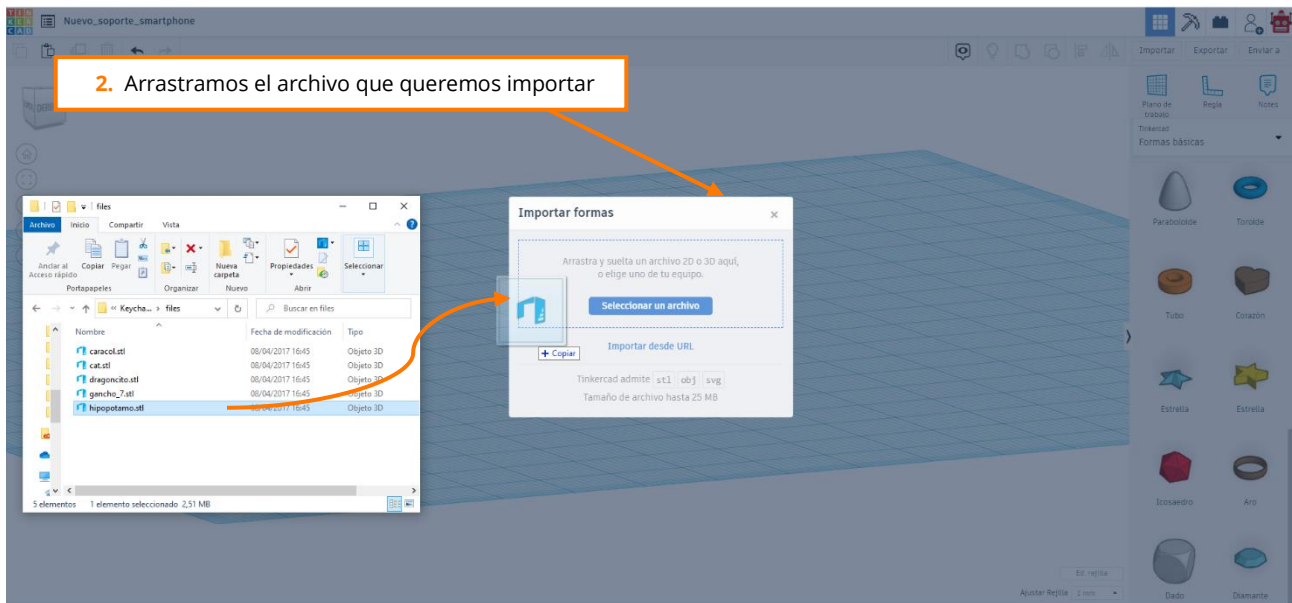 TIN
KER
CAD
Nuevo_soporte_smartphone
Importar Exportar Enviar a
2. Arrastramos el archivo que queremos importar
Plano de trabajo
Regla
Notes
Tinkercad
Formas básicas
Paraboloide
Toroide
Tubo
Corazón
Estrella
Estrella
Icosaedro
Aro
Dado
Diamante
files
Archivo Inicio Compartir Vista
Anclar al
Acceso rápido
Copiar
Pegar
Nueva
carpeta
Propiedades
Seleccionar
Portapapeles Organizar Nuevo Abrir
« Keycha... › files
Buscar en files
Nombre Fecha de modificación Tipo
caracol.stl 08/04/2017 16:45 Objeto 3D
cat.stl 08/04/2017 16:45 Objeto 3D
dragoncito.stl 08/04/2017 16:45 Objeto 3D
gancho_7.stl 08/04/2017 16:45 Objeto 3D
hipopotamo.stl 08/04/2017 16:45 Objeto 3D
5 elementos 1 elemento seleccionado 2,51 MB
Importar formas
Arrastra y suelta un archivo 2D o 3D aquí,
o elige uno de tu equipo.
Seleccionar un archivo
+ Copiar
Importar desde URL
Tinkercad admite stl obj svg
Tamaño de archivo hasta 25 MB
Ed. rejilla
Ajustar Rejilla 1 mm